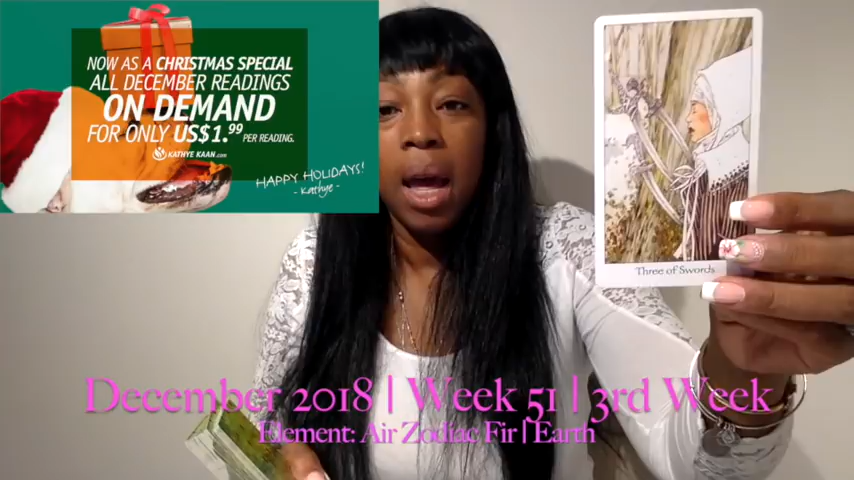 NOW AS A CHRISTMAS SPECIAL
ALL DECEMBER READINGS
ON DEMAND
FOR ONLY US$1.99 PER READING.
KATHYE KAAN.com
HAPPY HOLIDAYS!
- Kathye -
Three of Swords
December 2018 | Week 51 | 3rd Week
Element: Air Zodiac Fir | Earth